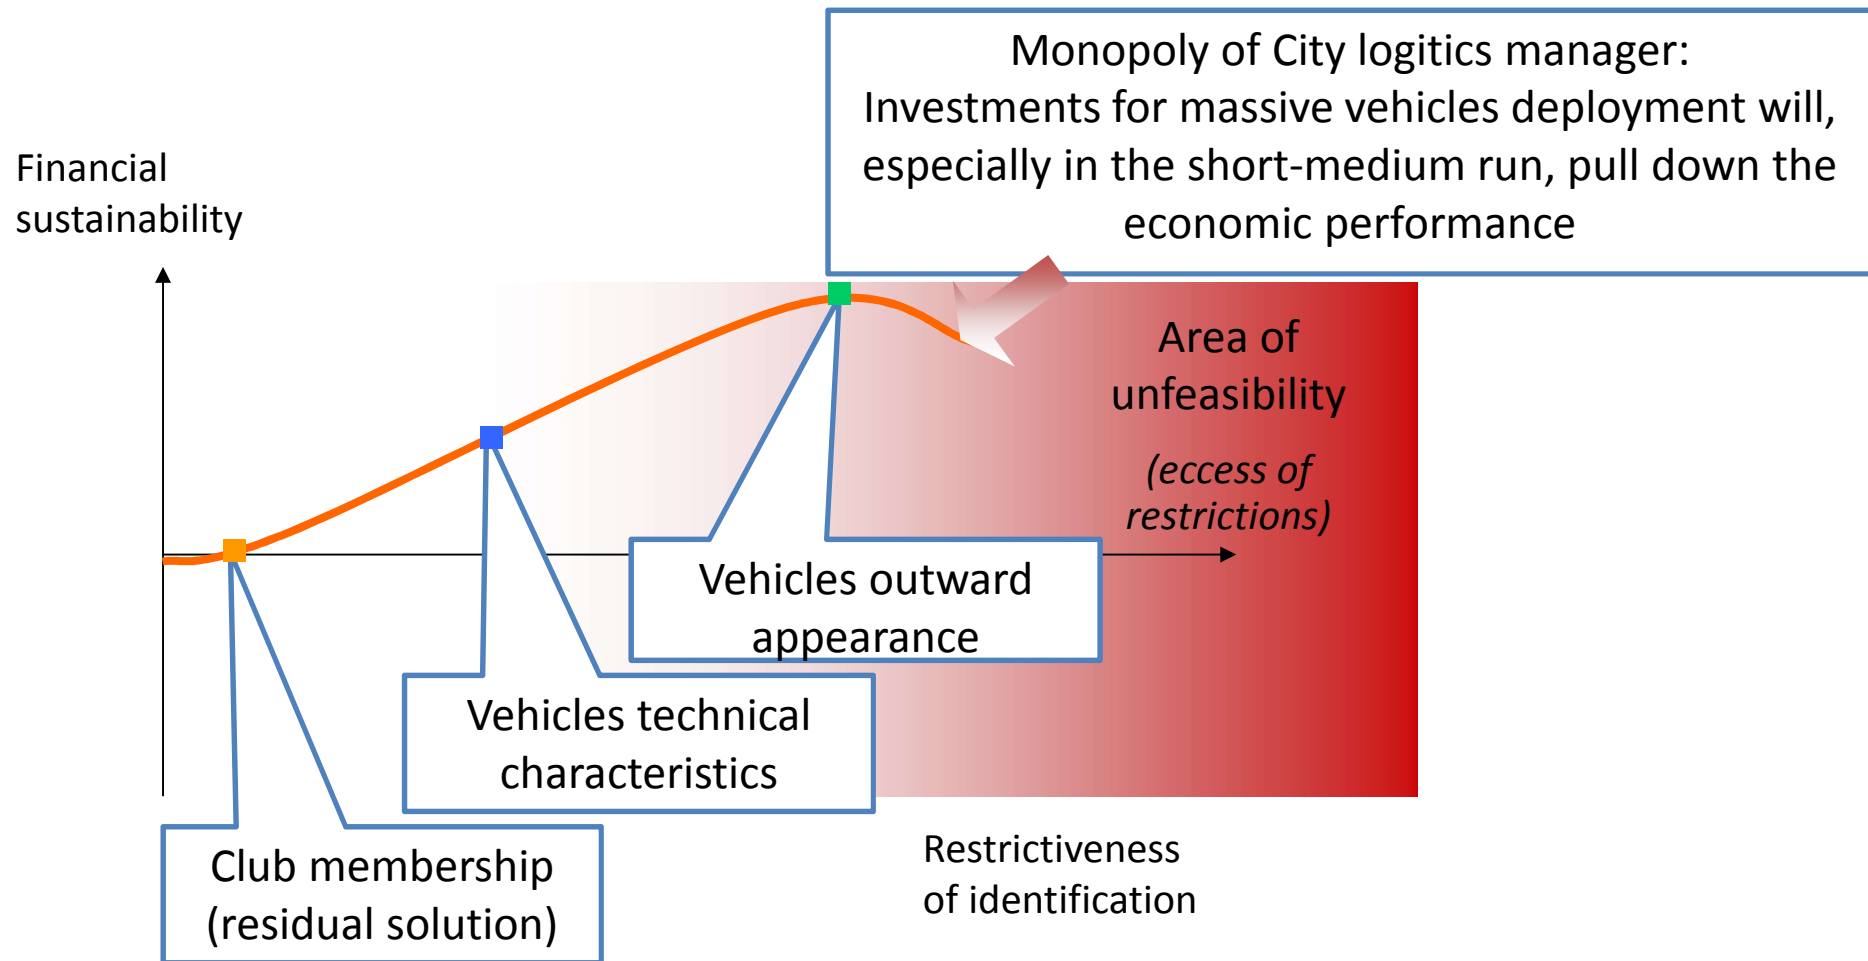 Monopoly of City logitics manager:
Investments for massive vehicles deployment will,
especially in the short-medium run, pull down the
economic performance
Financial
sustainability
Area of
unfeasibility
(eccess of
restrictions)
Vehicles outward
appearance
Vehicles technical
characteristics
Club membership
(residual solution)
Restrictiveness
of identification